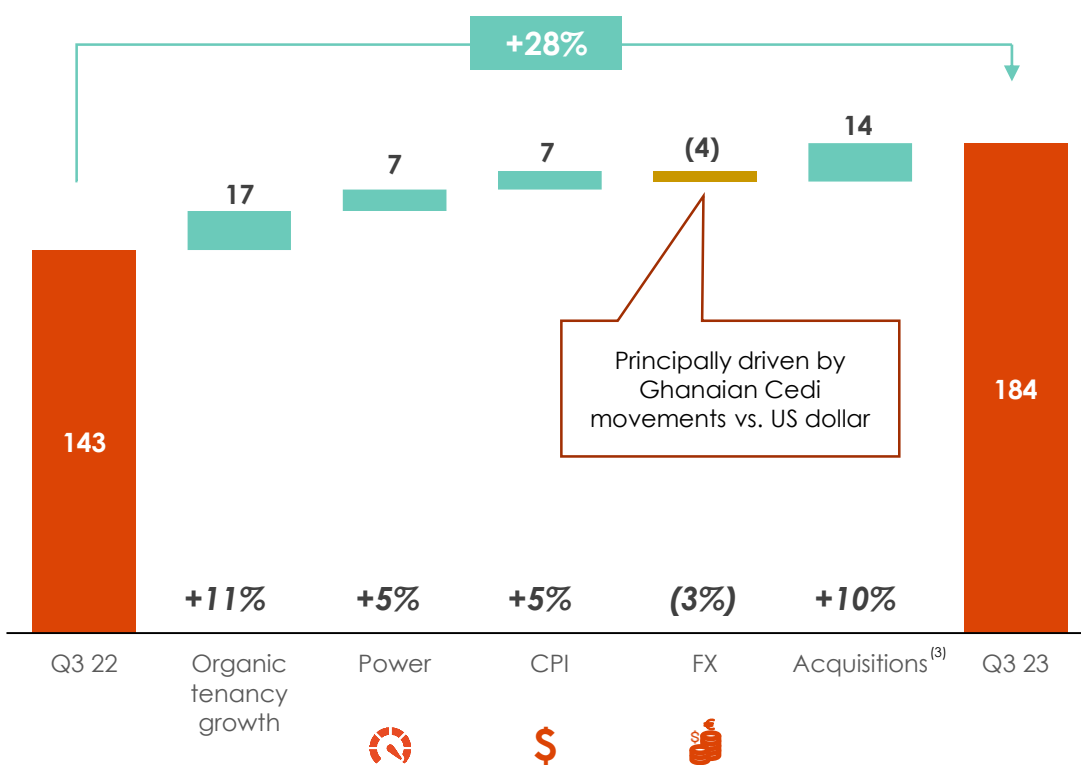 +28%
17
7
7
(4)
14
Principally driven by
Ghanaian Cedi
movements vs. US dollar
143
184
+11%
+5%
+5%
(3%)
+10%
Q3 22
Organic
tenancy
growth
Power
CPI
FX
Acquisitions(3)
Q3 23
$
$
€